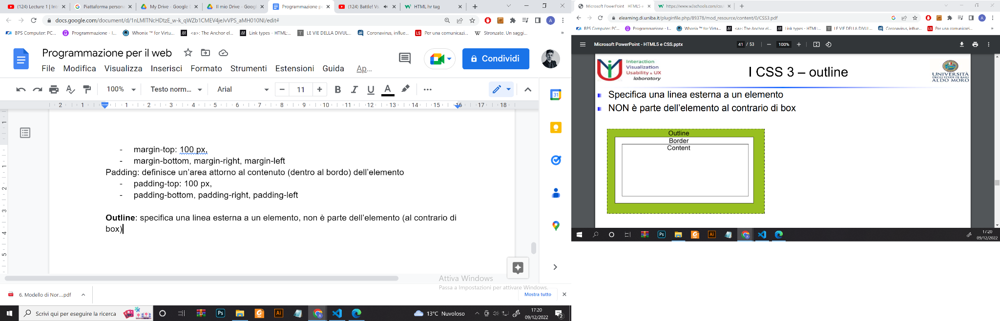 (124) Lecture 1 | Int
Piattaforma persona
My Drive - Google D
Il mio Drive - Googl
Programmazione pe
(124) Battle! Vs.
HTML hr tag
docs.google.com/document/d/1nLMITNcHDtzE_w-k_qWZb1CMEV4jeJvVPS_aMH010NI/edit#
BPS Computer: PC...
Programmazione - I...
Whonix ™ for Virtu...
<a>: The Anchor el...
Link types - HTML:...
LE VIE DELLA DIVUL...
Coronavirus, influe...
Per una comunicazi...
Stronzate. Un saggi...
Programmazione per il web
Condividi
File Modifica Visualizza Inserisci Formato Strumenti Estensioni Guida Ap...
100% Testo norm... Arial 11
2 1 1 2 3 4 5 6 7 8 9 10 11 12 13 14 15 16 17 18
- margin-top: 100 px,
- margin-bottom, margin-right, margin-left
Padding: definisce un'area attorno al contenuto (dentro al bordo) dell'elemento
- padding-top: 100 px,
- padding-bottom, padding-right, padding-left
Outline: specifica una linea esterna a un elemento, non è parte dell'elemento (al contrario di
box)
Attiva Windows
Passa a Impostazioni per attivare Windows.
6. Modello di Nor....pdf
Mostra tutto
Scrivi qui per eseguire la ricerca
13°C Nuvoloso
17:20
09/12/2022
Microsoft PowerPoint - HTML5 e
https://www.w3schools.com/css/
elearning.di.uniba.it/pluginfile.php/89378/mod_resource/content/0/CSS3.pdf
BPS Computer: PC...
Programmazione - I...
Whonix ™ for Virtu...
<a>: The Anchor el...
Link types - HTML:...
LE VIE DELLA DIVUL...
Coronavirus, influe...
Per una comunicazi...
Microsoft PowerPoint - HTML5 e CSS.pptx
41 / 53
100%
Interaction
Visualization
Usability & UX
laboratory
I CSS 3 – outline
UNIVERSITÀ
DEGLI STUDI DI BARI
ALDO MORO
Specifica una linea esterna a un elemento
NON è parte dell'elemento al contrario di box
Outline
Border
Content
17:20
09/12/2022